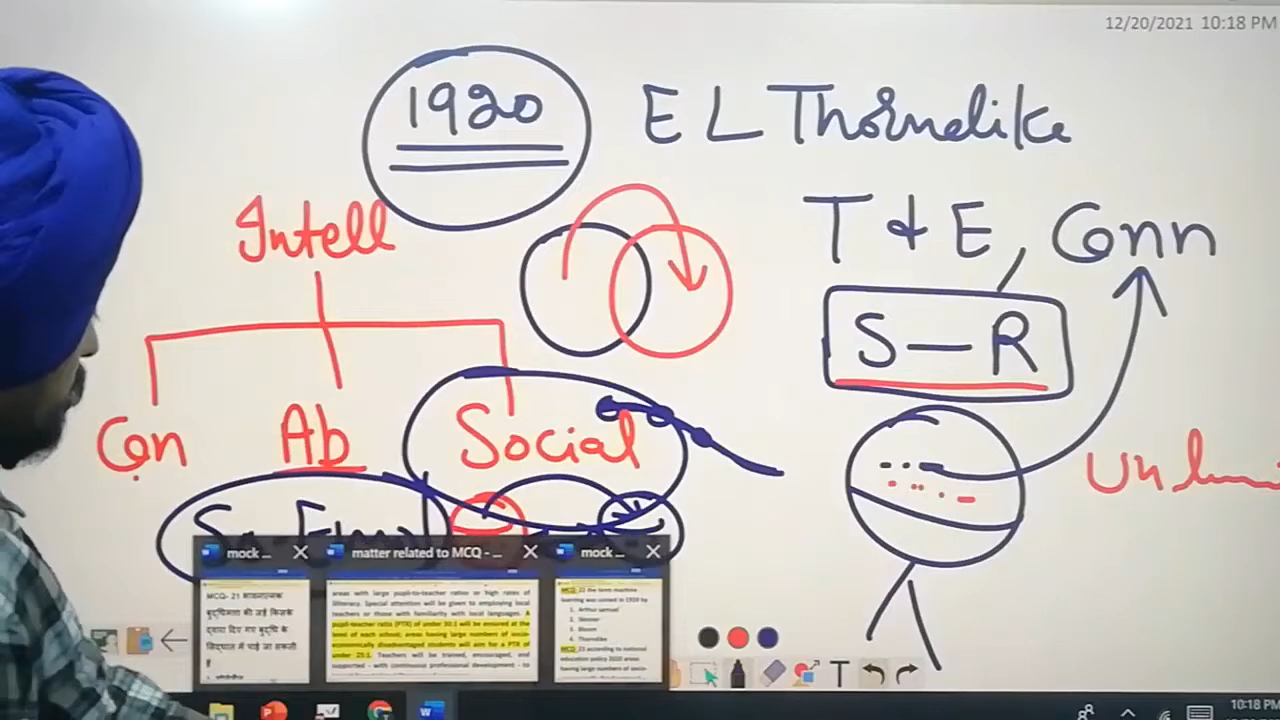 12/20/2021 10:18 PM
1920 E L Thorndike
Intell
T & E, Conn
S — R
Con Ab Social
mock ...
matter related to MCQ - ...
mock ...
MCQ- 21 भावनात्मक
बुद्धिमत्ता की जड़ें किसके
द्वारा दिए गए बुद्धि के
सिद्धांत में पाई जा सकती
हैं
areas with large pupil-to-teacher ratios or high rates of
illiteracy. Special attention will be given to employing local
teachers or those with familiarity with local languages. A
pupil-teacher ratio (PTR) of under 30:1 will be ensured at the
level of each school; areas having large numbers of socio-
economically disadvantaged students will aim for a PTR of
under 25:1. Teachers will be trained, encouraged, and
supported - with continuous professional development - to
MCQ- 22 the term machine
learning was coined in 1959 by
1. Arthur samuel
2. Skinner
3. Bloom
4. Thorndike
MCQ- 23 according to national
education policy 2020 areas
having large numbers of socio-
T
10:18 PM